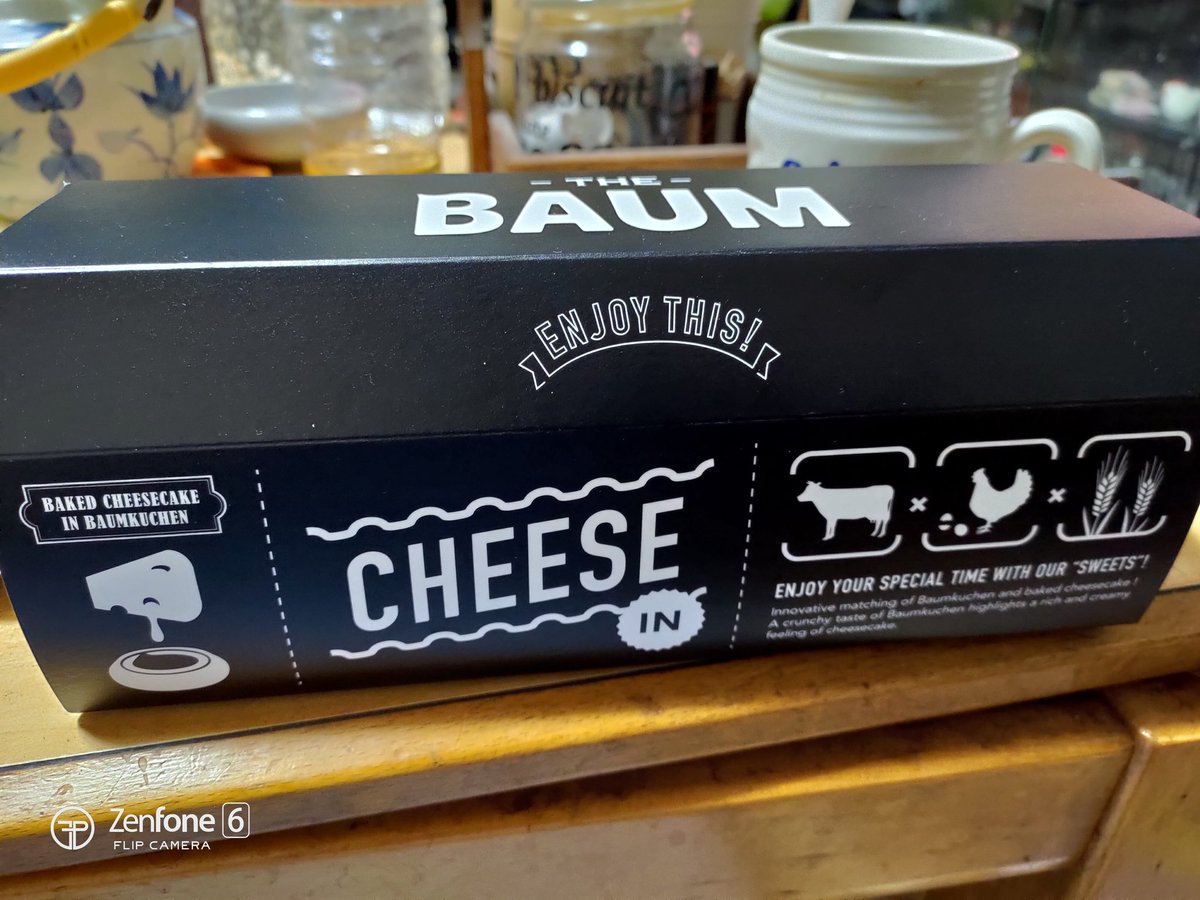 biscuit
- THE -
BAUM
ENJOY THIS!
BAKED CHEESECAKE
IN BAUMKUCHEN
CHEESE
IN
ENJOY YOUR SPECIAL TIME WITH OUR "SWEETS"!
Innovative matching of Baumkuchen and baked cheesecake !
A crunchy taste of Baumkuchen highlights a rich and creamy
feeling of cheesecake.
Zenfone 6
FLIP CAMERA